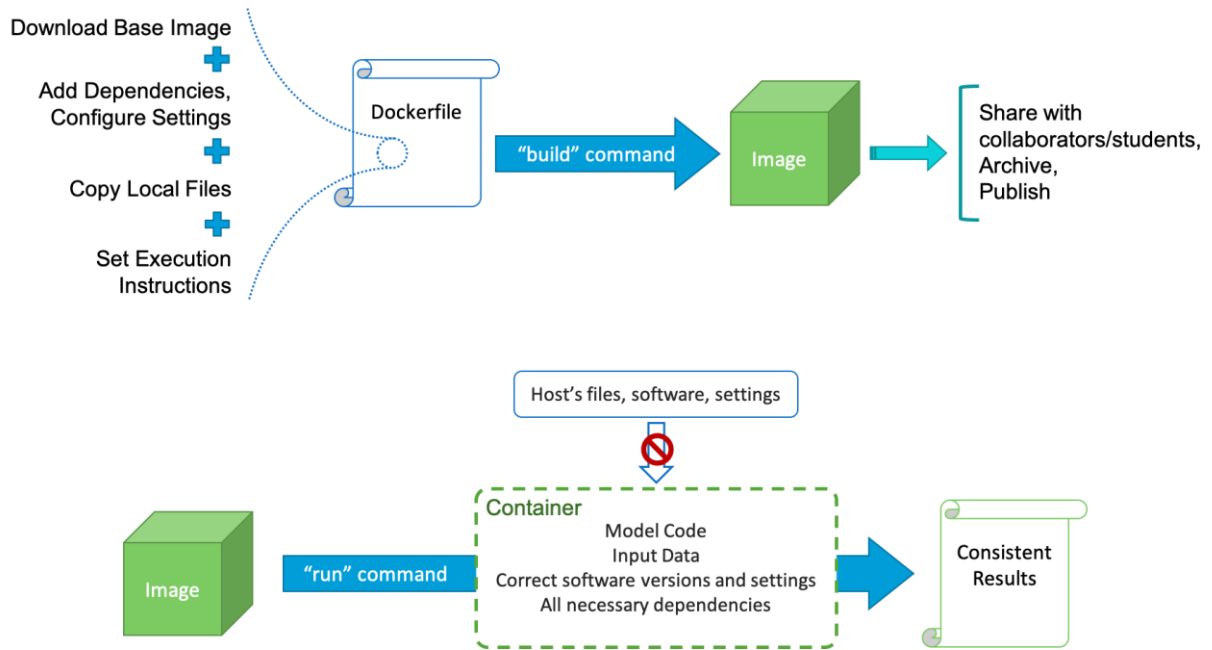 Download Base Image
Add Dependencies,
Configure Settings
Copy Local Files
Set Execution
Instructions
Dockerfile
“build” command
Image
Share with
collaborators/students,
Archive,
Publish
Host’s files, software, settings
Image
“run” command
Container
Model Code
Input Data
Correct software versions and settings
All necessary dependencies
Consistent
Results